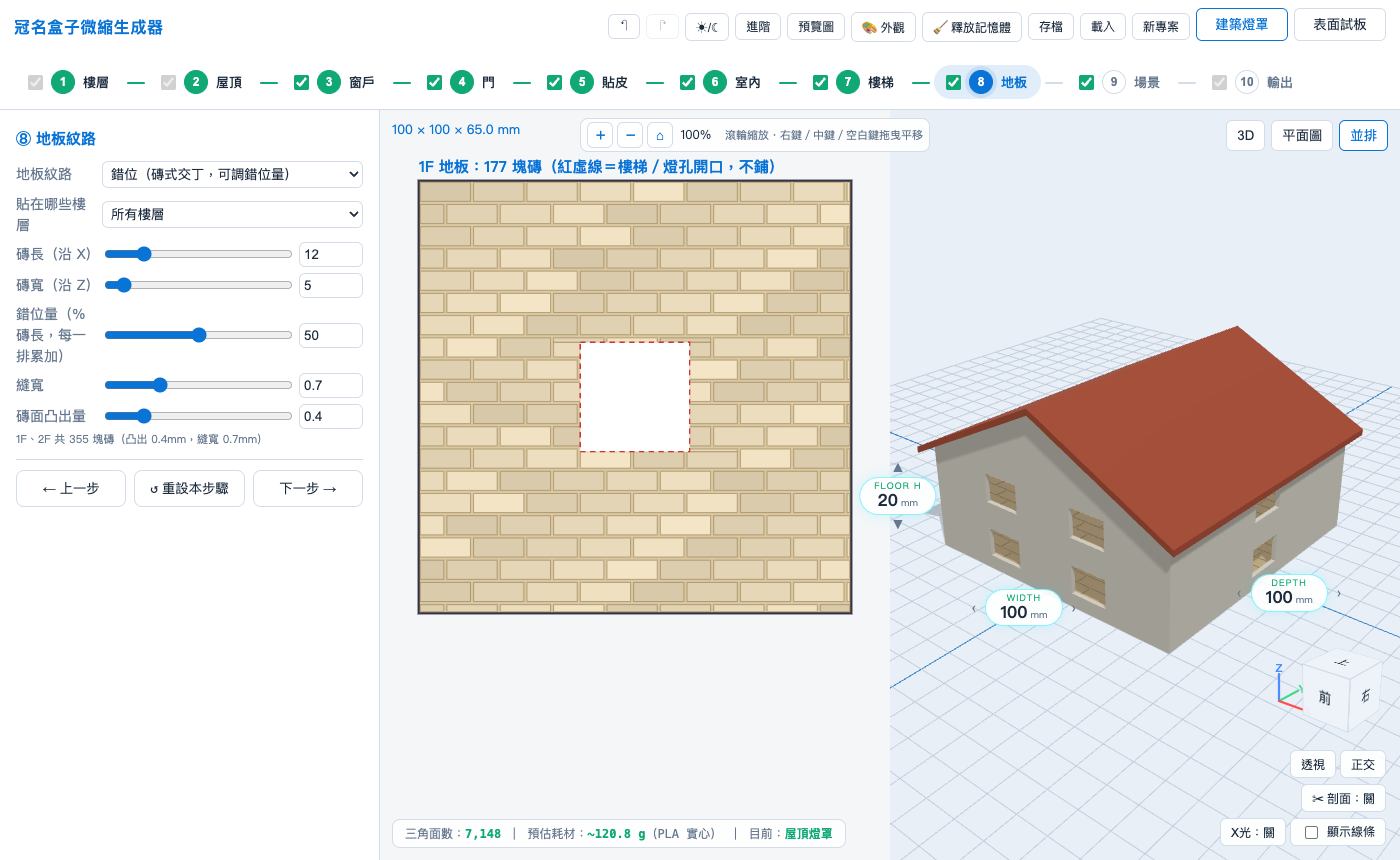 冠名盒子微縮生成器
☀/☾ 進階 預覽圖 🎨 外觀 🧹 釋放記憶體 存檔 載入 新專案 建築燈罩 表面試板
1 樓層 2 屋頂 3 窗戶 4 門 5 貼皮 6 室內 7 樓梯 8 地板 9 場景 10 輸出
⑧ 地板紋路
地板紋路 錯位（磚式交丁，可調錯位量）
貼在哪些樓層 所有樓層
磚長（沿 X） 12
磚寬（沿 Z） 5
錯位量（% 磚長，每一排累加） 50
縫寬 0.7
磚面凸出量 0.4
1F、2F 共 355 塊磚（凸出 0.4mm，縫寬 0.7mm）
← 上一步 ↺ 重設本步驟 下一步 →
100 × 100 × 65.0 mm
+ − ⌂ 100% 滾輪縮放 · 右鍵 / 中鍵 / 空白鍵拖曳平移
1F 地板：177 塊磚（紅虛線＝樓梯 / 燈孔開口，不鋪）
3D 平面圖 並排
FLOOR H
20 mm
WIDTH
100 mm
DEPTH
100 mm
Z
上
前
右
透視 正交
✂ 剖面：關
X光：關 顯示線條
三角面數：7,148 | 預估耗材：~120.8 g (PLA 實心) | 目前：屋頂燈罩